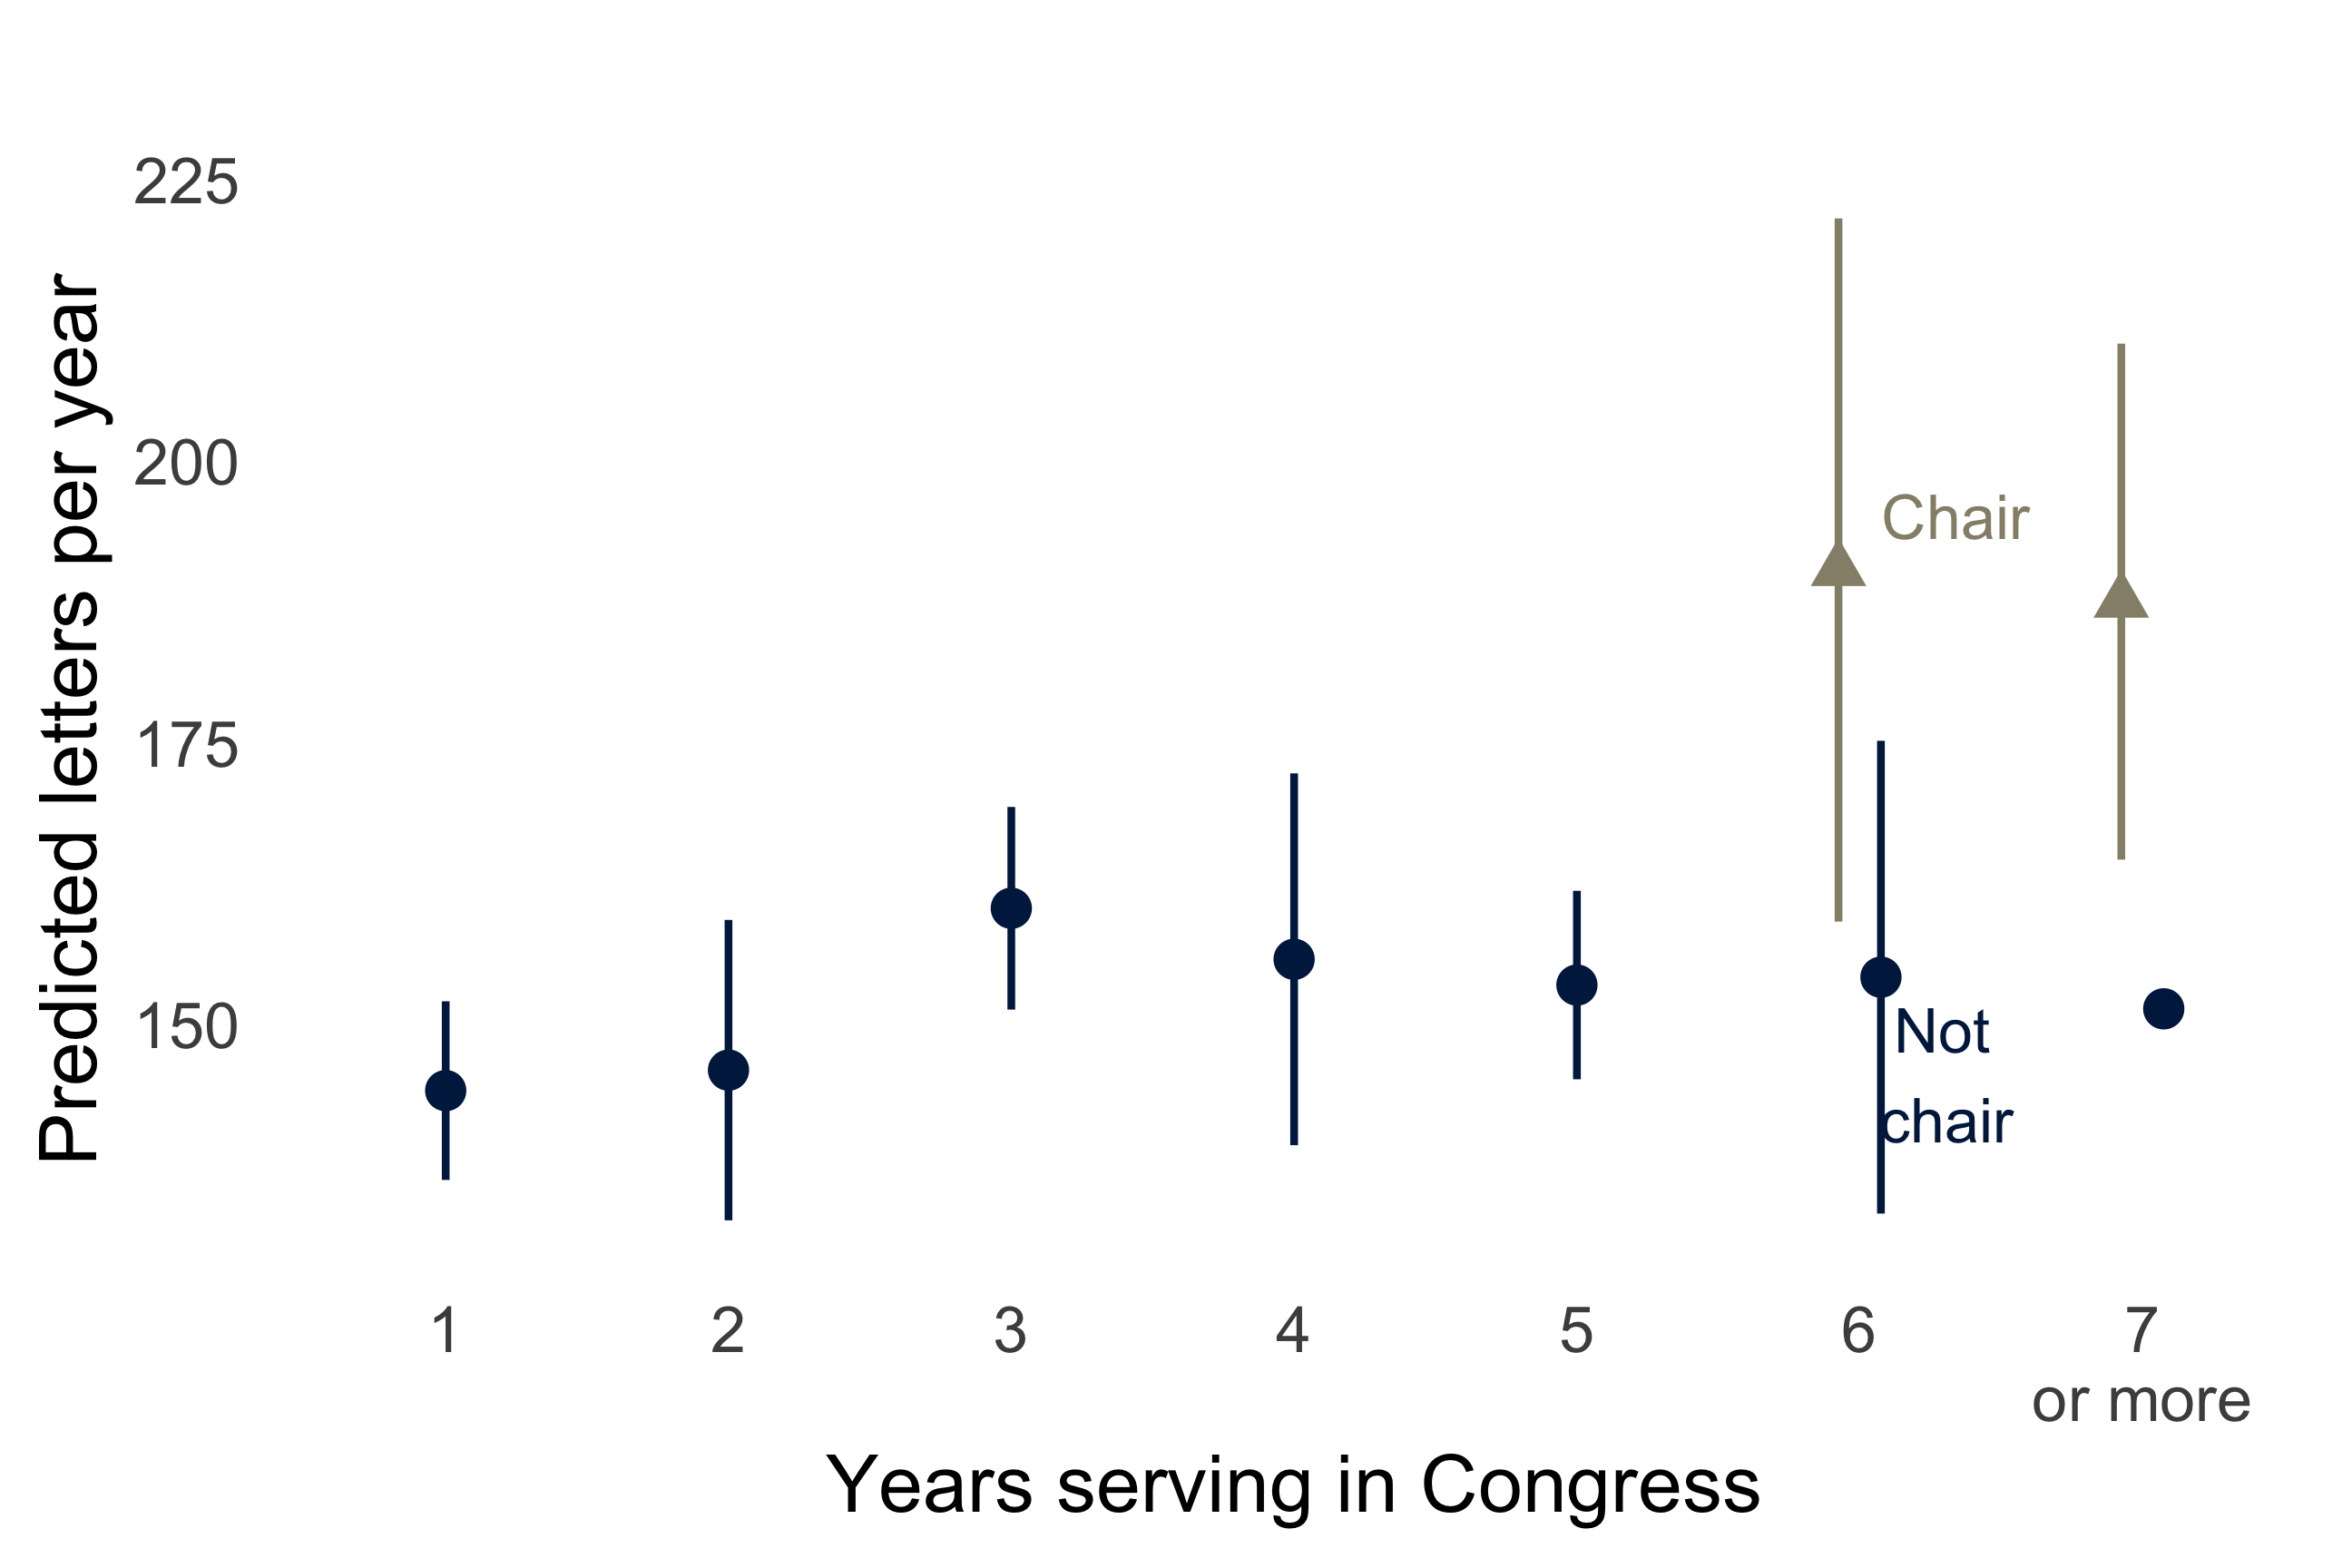 Predicted letters per year
225
200
175
150
Chair
Not
chair
1 2 3 4 5 6 7
or more
Years serving in Congress